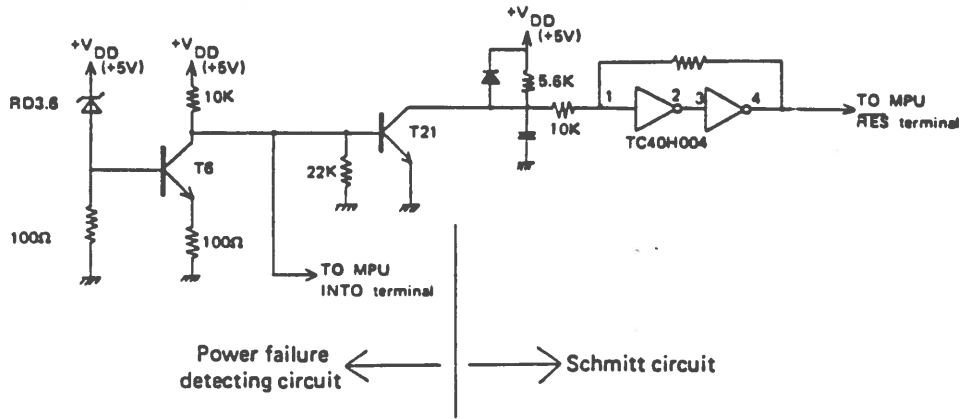 +VDD
(+5V)
+VDD
(+5V)
+VDD
(+5V)
RD3.6
10K
5.6K
1
2
3
4
TO MPU
RES terminal
10K
TC40H004
T21
T6
22K
100Ω
100Ω
TO MPU
INTO terminal
Power failure
detecting circuit
Schmitt circuit